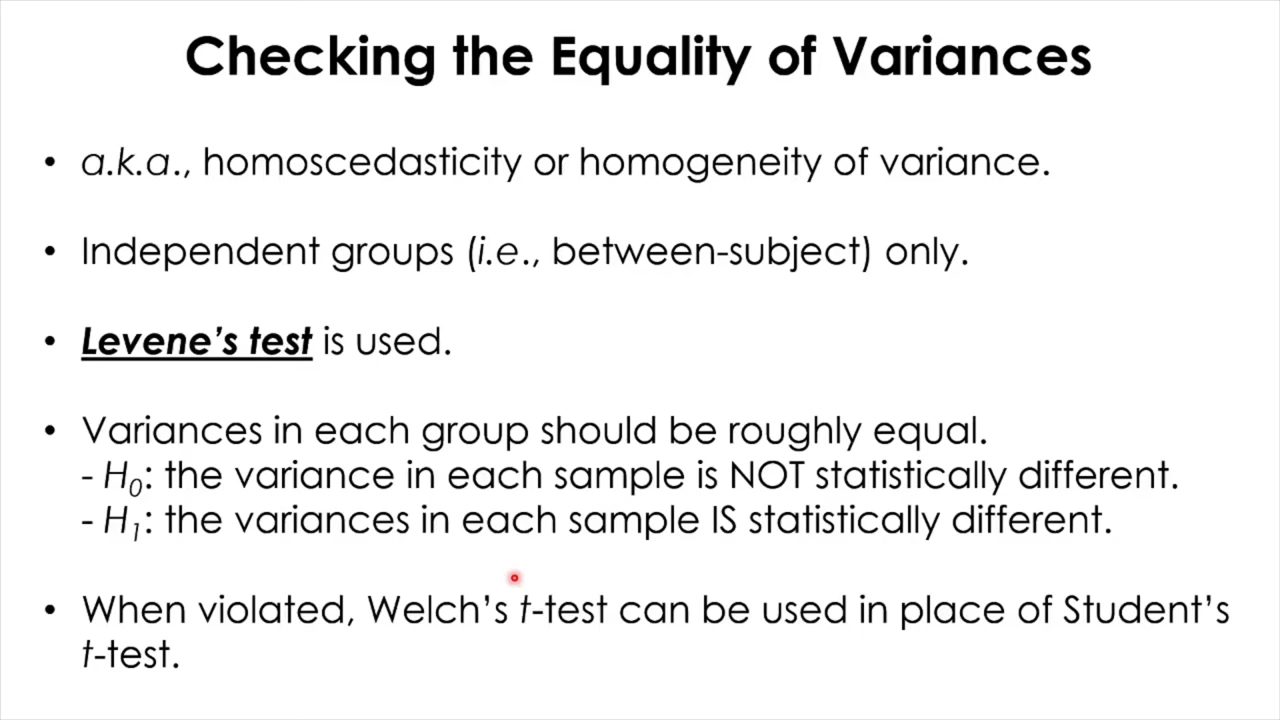 Checking the Equality of Variances
• a.k.a., homoscedasticity or homogeneity of variance.
• Independent groups (i.e., between-subject) only.
• Levene’s test is used.
• Variances in each group should be roughly equal.
- H₀: the variance in each sample is NOT statistically different.
- H₁: the variances in each sample IS statistically different.
• When violated, Welch’s t-test can be used in place of Student’s
t-test.